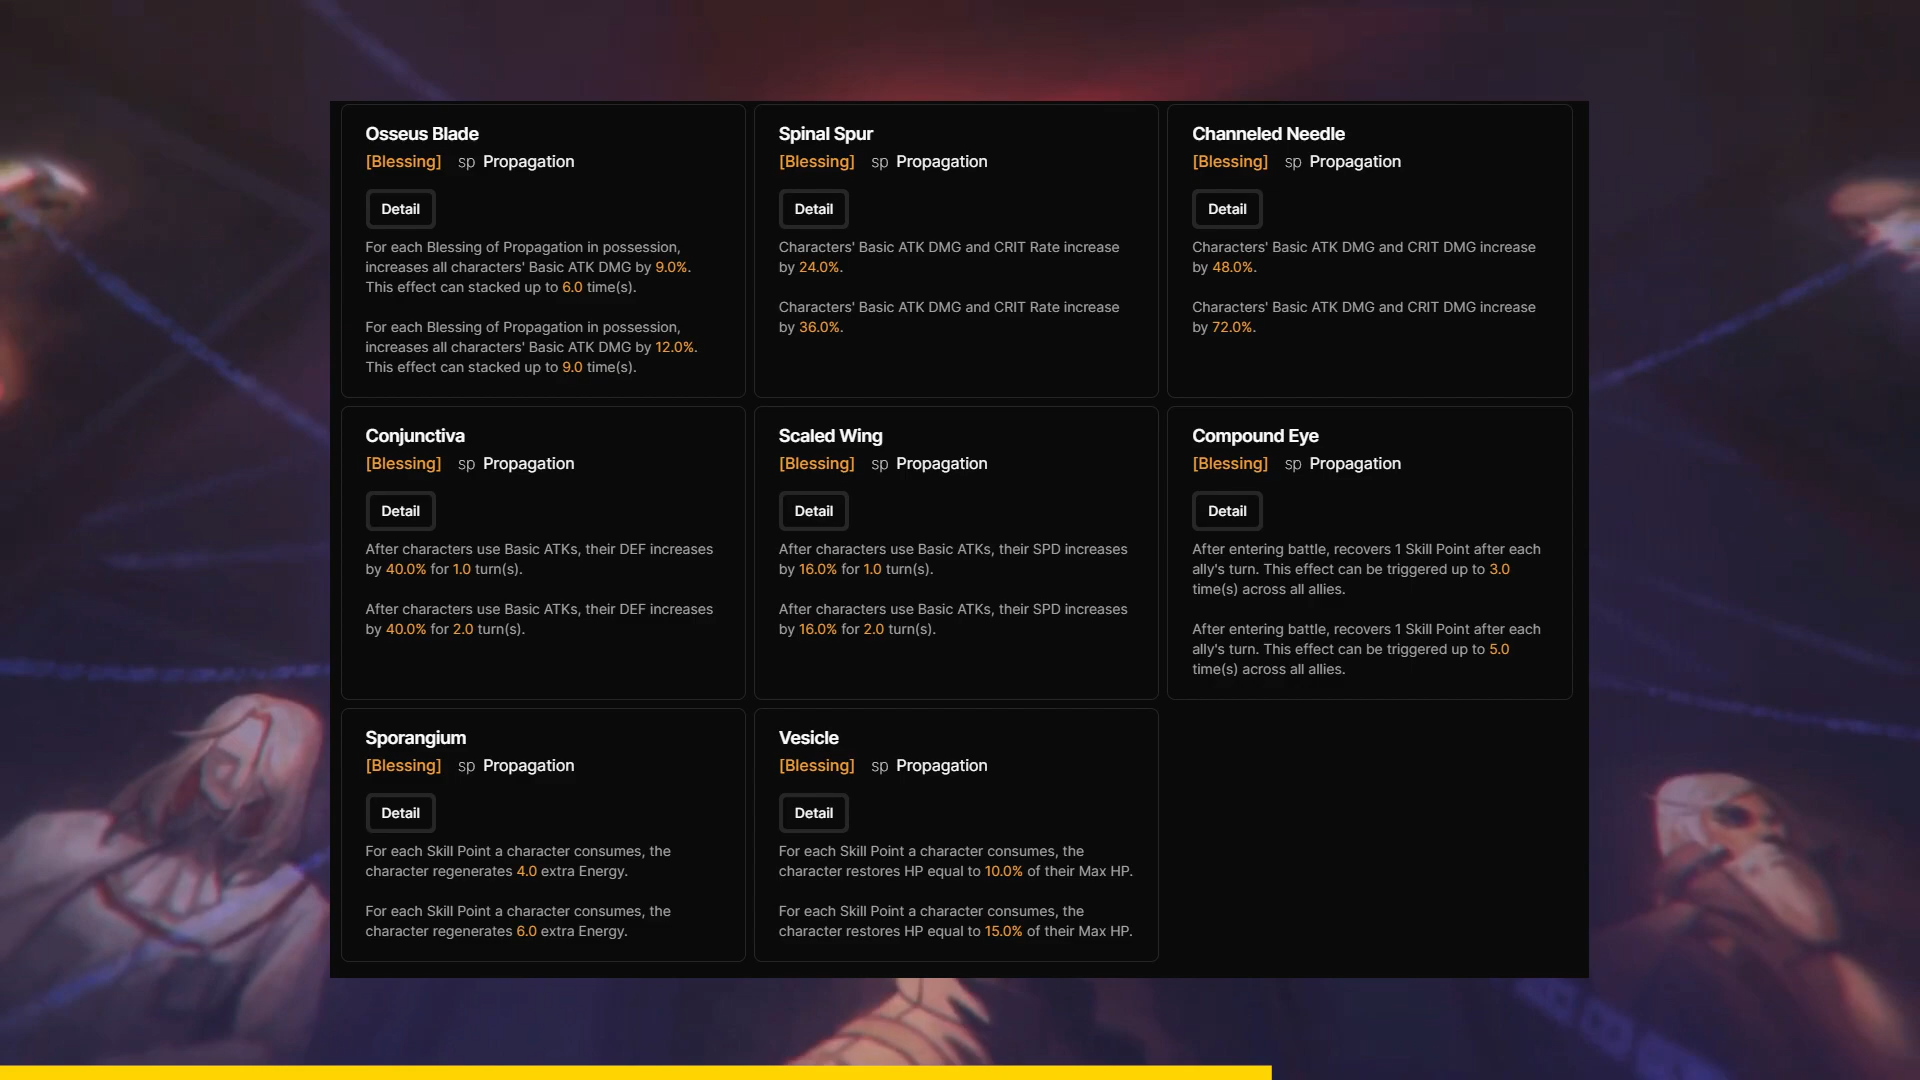 Osseus Blade
[Blessing] sp Propagation
Detail
For each Blessing of Propagation in possession,
increases all characters' Basic ATK DMG by 9.0%.
This effect can stacked up to 6.0 time(s).
For each Blessing of Propagation in possession,
increases all characters' Basic ATK DMG by 12.0%.
This effect can stacked up to 9.0 time(s).
Spinal Spur
[Blessing] sp Propagation
Detail
Characters' Basic ATK DMG and CRIT Rate increase
by 24.0%.
Characters' Basic ATK DMG and CRIT Rate increase
by 36.0%.
Channeled Needle
[Blessing] sp Propagation
Detail
Characters' Basic ATK DMG and CRIT DMG increase
by 48.0%.
Characters' Basic ATK DMG and CRIT DMG increase
by 72.0%.
Conjunctiva
[Blessing] sp Propagation
Detail
After characters use Basic ATKs, their DEF increases
by 40.0% for 1.0 turn(s).
After characters use Basic ATKs, their DEF increases
by 40.0% for 2.0 turn(s).
Scaled Wing
[Blessing] sp Propagation
Detail
After characters use Basic ATKs, their SPD increases
by 16.0% for 1.0 turn(s).
After characters use Basic ATKs, their SPD increases
by 16.0% for 2.0 turn(s).
Compound Eye
[Blessing] sp Propagation
Detail
After entering battle, recovers 1 Skill Point after each
ally's turn. This effect can be triggered up to 3.0
time(s) across all allies.
After entering battle, recovers 1 Skill Point after each
ally's turn. This effect can be triggered up to 5.0
time(s) across all allies.
Sporangium
[Blessing] sp Propagation
Detail
For each Skill Point a character consumes, the
character regenerates 4.0 extra Energy.
For each Skill Point a character consumes, the
character regenerates 6.0 extra Energy.
Vesicle
[Blessing] sp Propagation
Detail
For each Skill Point a character consumes, the
character restores HP equal to 10.0% of their Max HP.
For each Skill Point a character consumes, the
character restores HP equal to 15.0% of their Max HP.